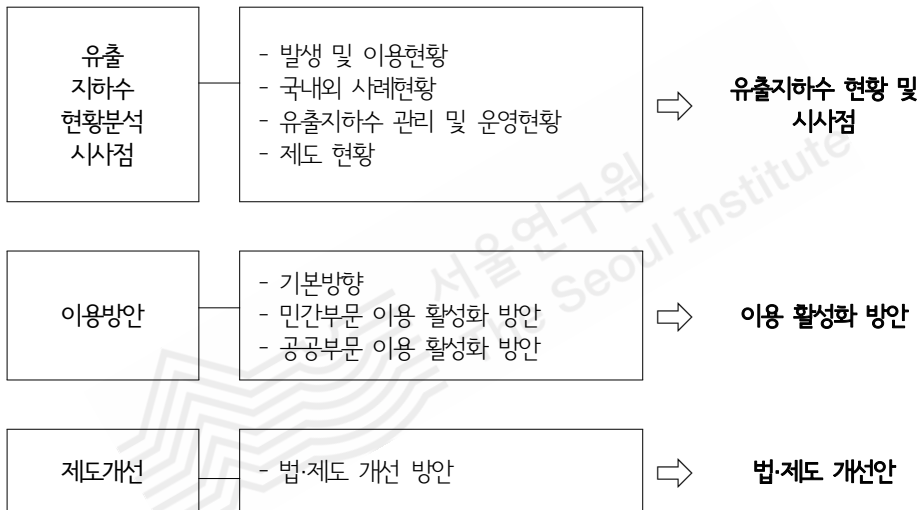 유출
지하수
현황분석
시사점
- 발생 및 이용현황
- 국내외 사례현황
- 유출지하수 관리 및 운영현황
- 제도 현황
유출지하수 현황 및
시사점
이용방안
- 기본방향
- 민간부문 이용 활성화 방안
- 공공부문 이용 활성화 방안
이용 활성화 방안
제도개선
- 법·제도 개선 방안
법·제도 개선안
서울연구원
The Seoul Institute